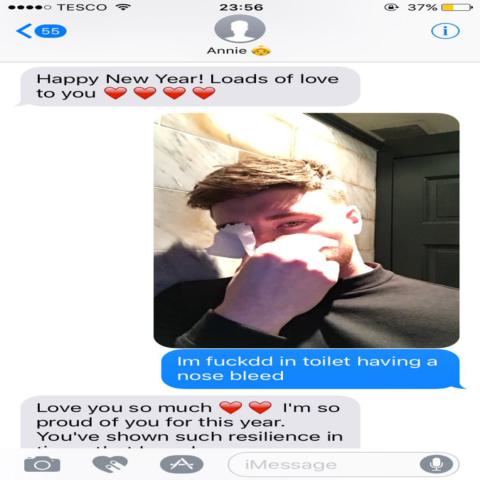 TESCO
23:56
37%
55
Annie
Happy New Year! Loads of love
to you
Im fuckdd in toilet having a
nose bleed
Love you so much I'm so
proud of you for this year.
You've shown such resilience in
iMessage